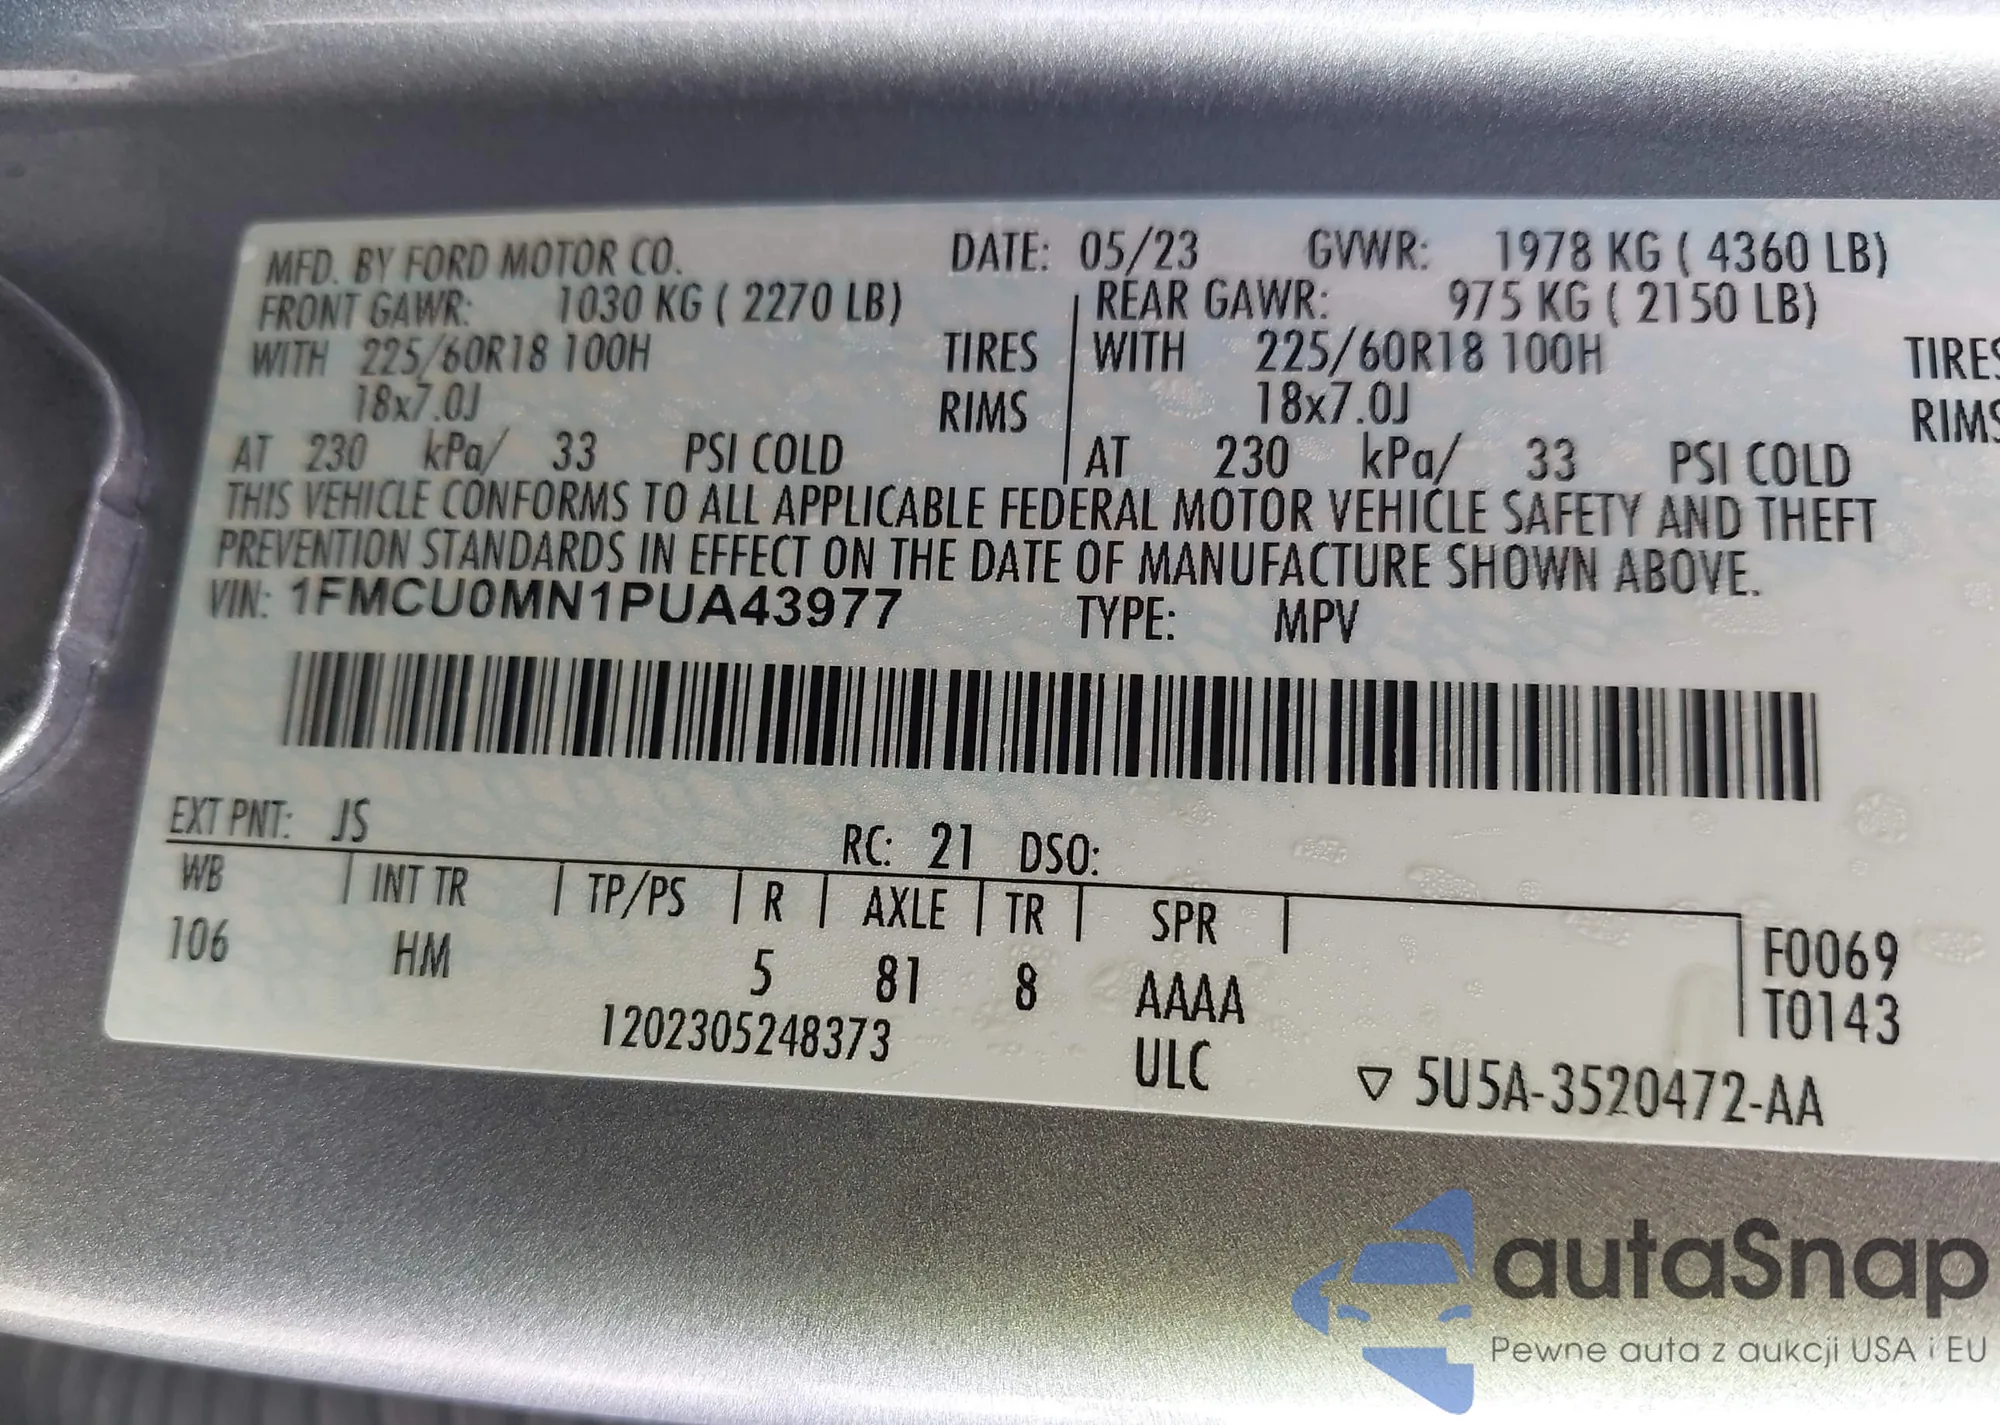 MFD. BY FORD MOTOR CO. DATE: 05/23 GVWR: 1978 KG ( 4360 LB)
FRONT GAWR: 1030 KG ( 2270 LB) REAR GAWR: 975 KG ( 2150 LB)
WITH 225/60R18 100H TIRES WITH 225/60R18 100H TIRES
18x7.0J RIMS 18x7.0J RIMS
AT 230 kPa/ 33 PSI COLD AT 230 kPa/ 33 PSI COLD
THIS VEHICLE CONFORMS TO ALL APPLICABLE FEDERAL MOTOR VEHICLE SAFETY AND THEFT
PREVENTION STANDARDS IN EFFECT ON THE DATE OF MANUFACTURE SHOWN ABOVE.
VIN: 1FMCU0MN1PUA43977 TYPE: MPV
EXT PNT: JS RC: 21 DSO:
WB INT TR TP/PS R AXLE TR SPR F0069
106 HM 5 81 8 AAAA T0143
1202305248373 ULC ▽ 5U5A-3520472-AA
autaSnap
Pewne auta z aukcji USA i EU